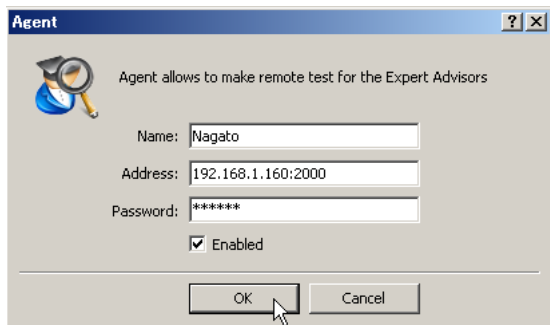 Agent
Agent allows to make remote test for the Expert Advisors
Name: Nagato
Address: 192.168.1.160:2000
Password: ******
Enabled
OK Cancel